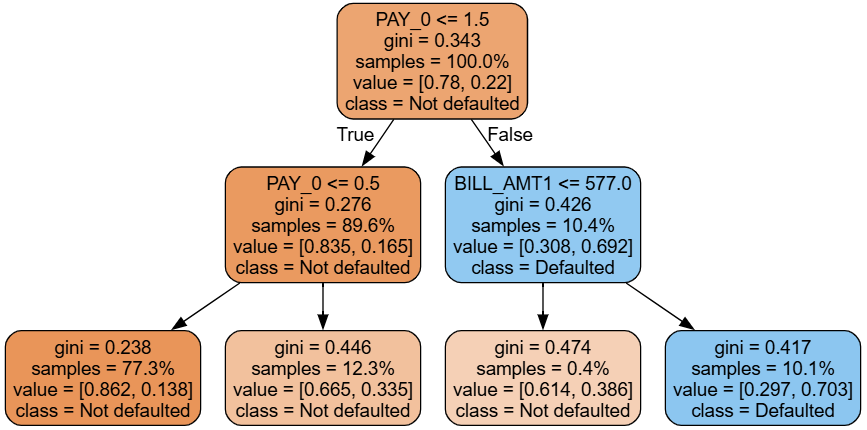 PAY_0 <= 1.5
gini = 0.343
samples = 100.0%
value = [0.78, 0.22]
class = Not defaulted
True
False
PAY_0 <= 0.5
gini = 0.276
samples = 89.6%
value = [0.835, 0.165]
class = Not defaulted
BILL_AMT1 <= 577.0
gini = 0.426
samples = 10.4%
value = [0.308, 0.692]
class = Defaulted
gini = 0.238
samples = 77.3%
value = [0.862, 0.138]
class = Not defaulted
gini = 0.446
samples = 12.3%
value = [0.665, 0.335]
class = Not defaulted
gini = 0.474
samples = 0.4%
value = [0.614, 0.386]
class = Not defaulted
gini = 0.417
samples = 10.1%
value = [0.297, 0.703]
class = Defaulted